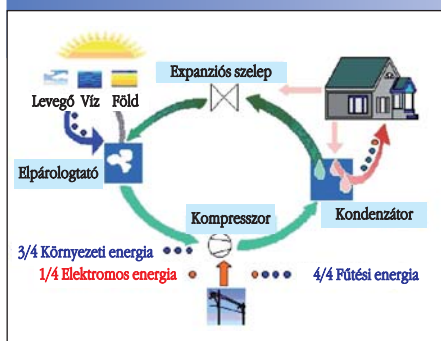 Expanziós szelep
Levegő Víz Föld
Elpárologtató
Kompresszor
Kondenzátor
3/4 Környezeti energia
1/4 Elektromos energia
4/4 Fűtési energia